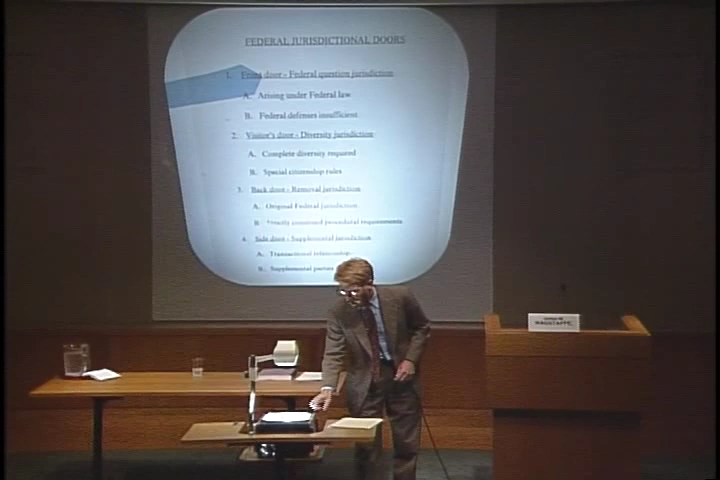 FEDERAL JURISDICTIONAL DOORS
1. Front door - Federal question jurisdiction
A. Arising under Federal law
B. Federal defenses insufficient
2. Visitor's door - Diversity jurisdiction
A. Complete diversity required
B. Special citizenship rules
3. Back door - Removal jurisdiction
A. Original Federal jurisdiction
B. Strictly construed procedural requirements
4. Side door - Supplemental jurisdiction
A. Transactional relationship
B. Supplemental parties
WAGSTAFFE